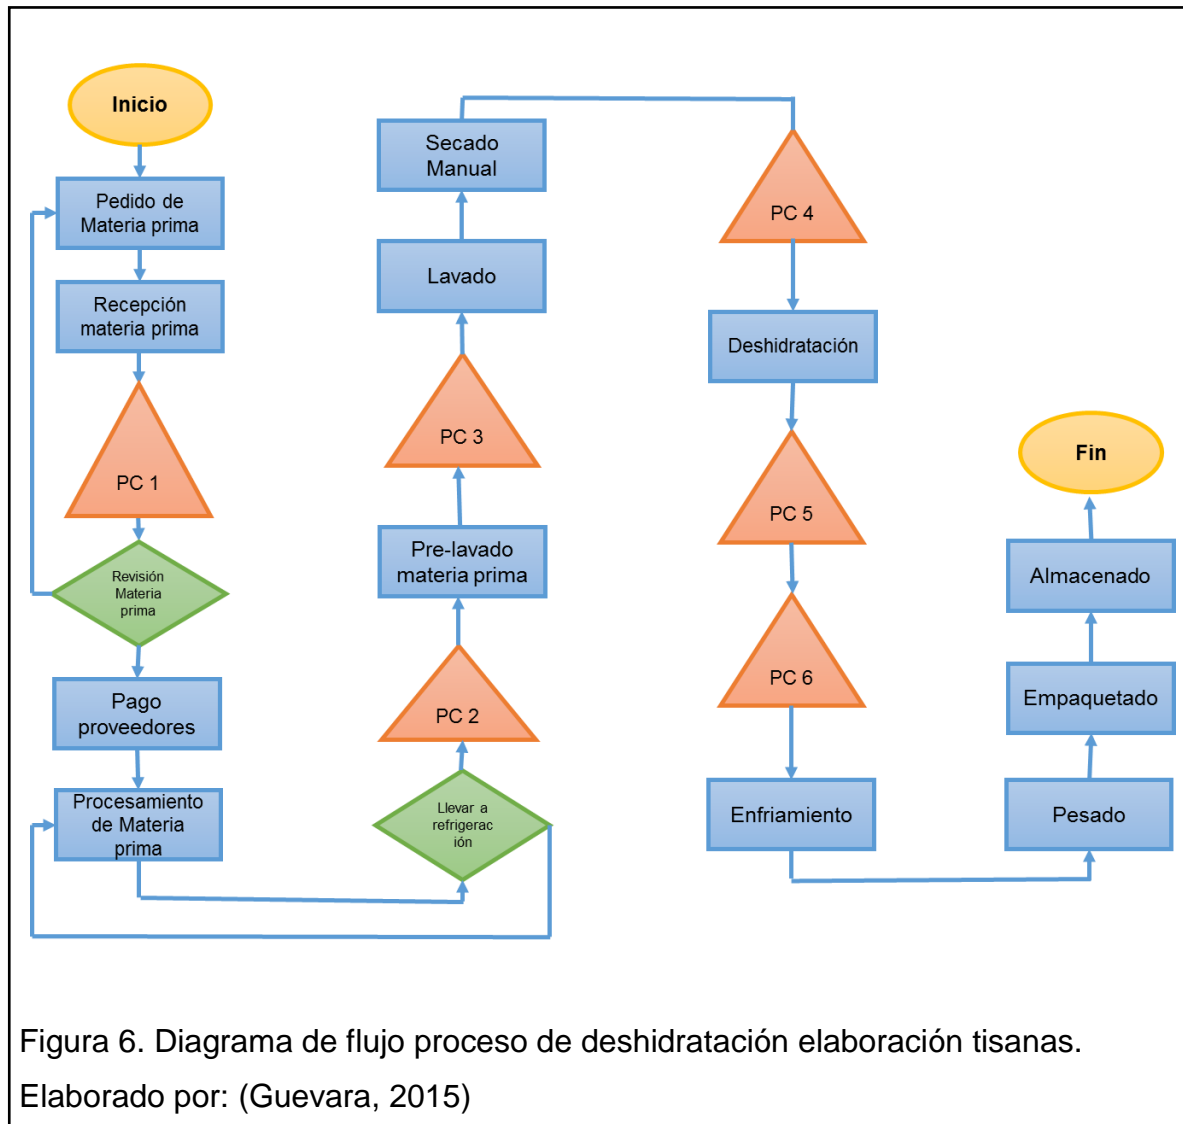 Inicio
Pedido de
Materia prima
Recepción
materia prima
PC 1
Revisión
Materia
prima
Pago
proveedores
Procesamiento
de Materia
prima
Secado
Manual
Lavado
PC 3
Pre-lavado
materia prima
PC 2
Llevar a
refrigerac
ión
PC 4
Deshidratación
PC 5
PC 6
Enfriamiento
Fin
Almacenado
Empaquetado
Pesado
Figura 6. Diagrama de flujo proceso de deshidratación elaboración tisanas.
Elaborado por: (Guevara, 2015)